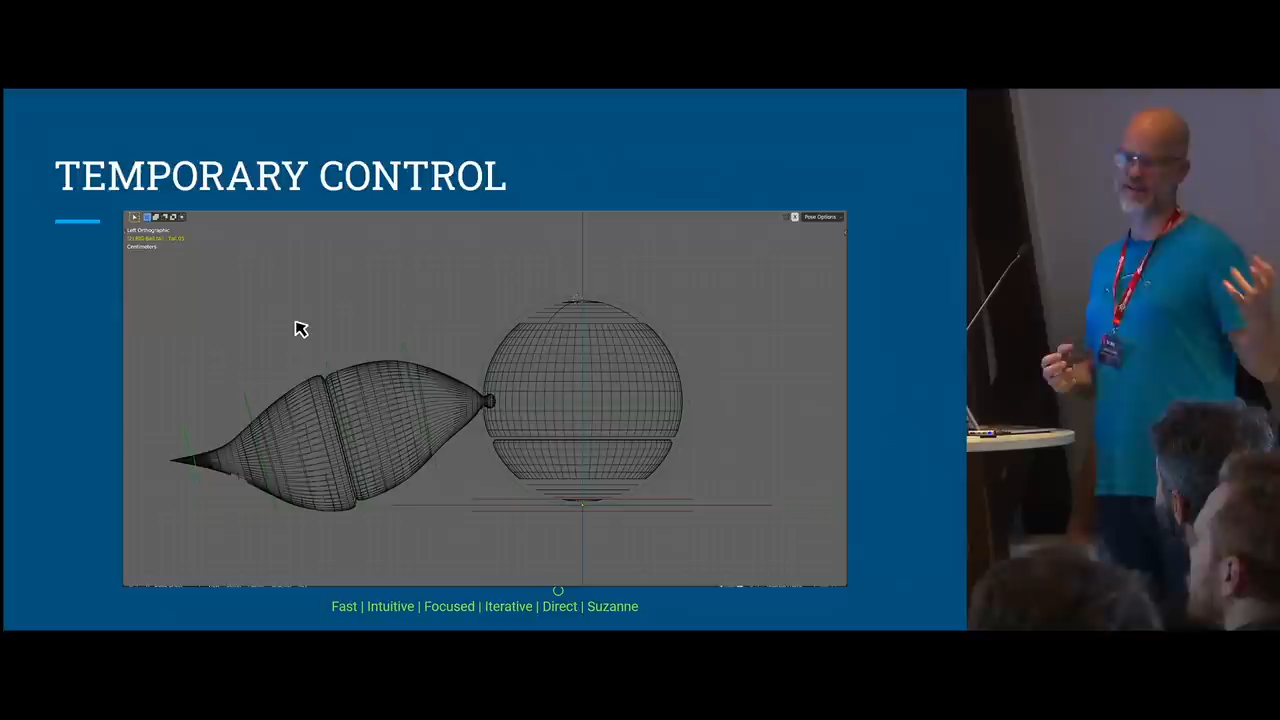 TEMPORARY CONTROL
Pose Options
Left Orthographic
Centimeters
Fast | Intuitive | Focused | Iterative | Direct | Suzanne